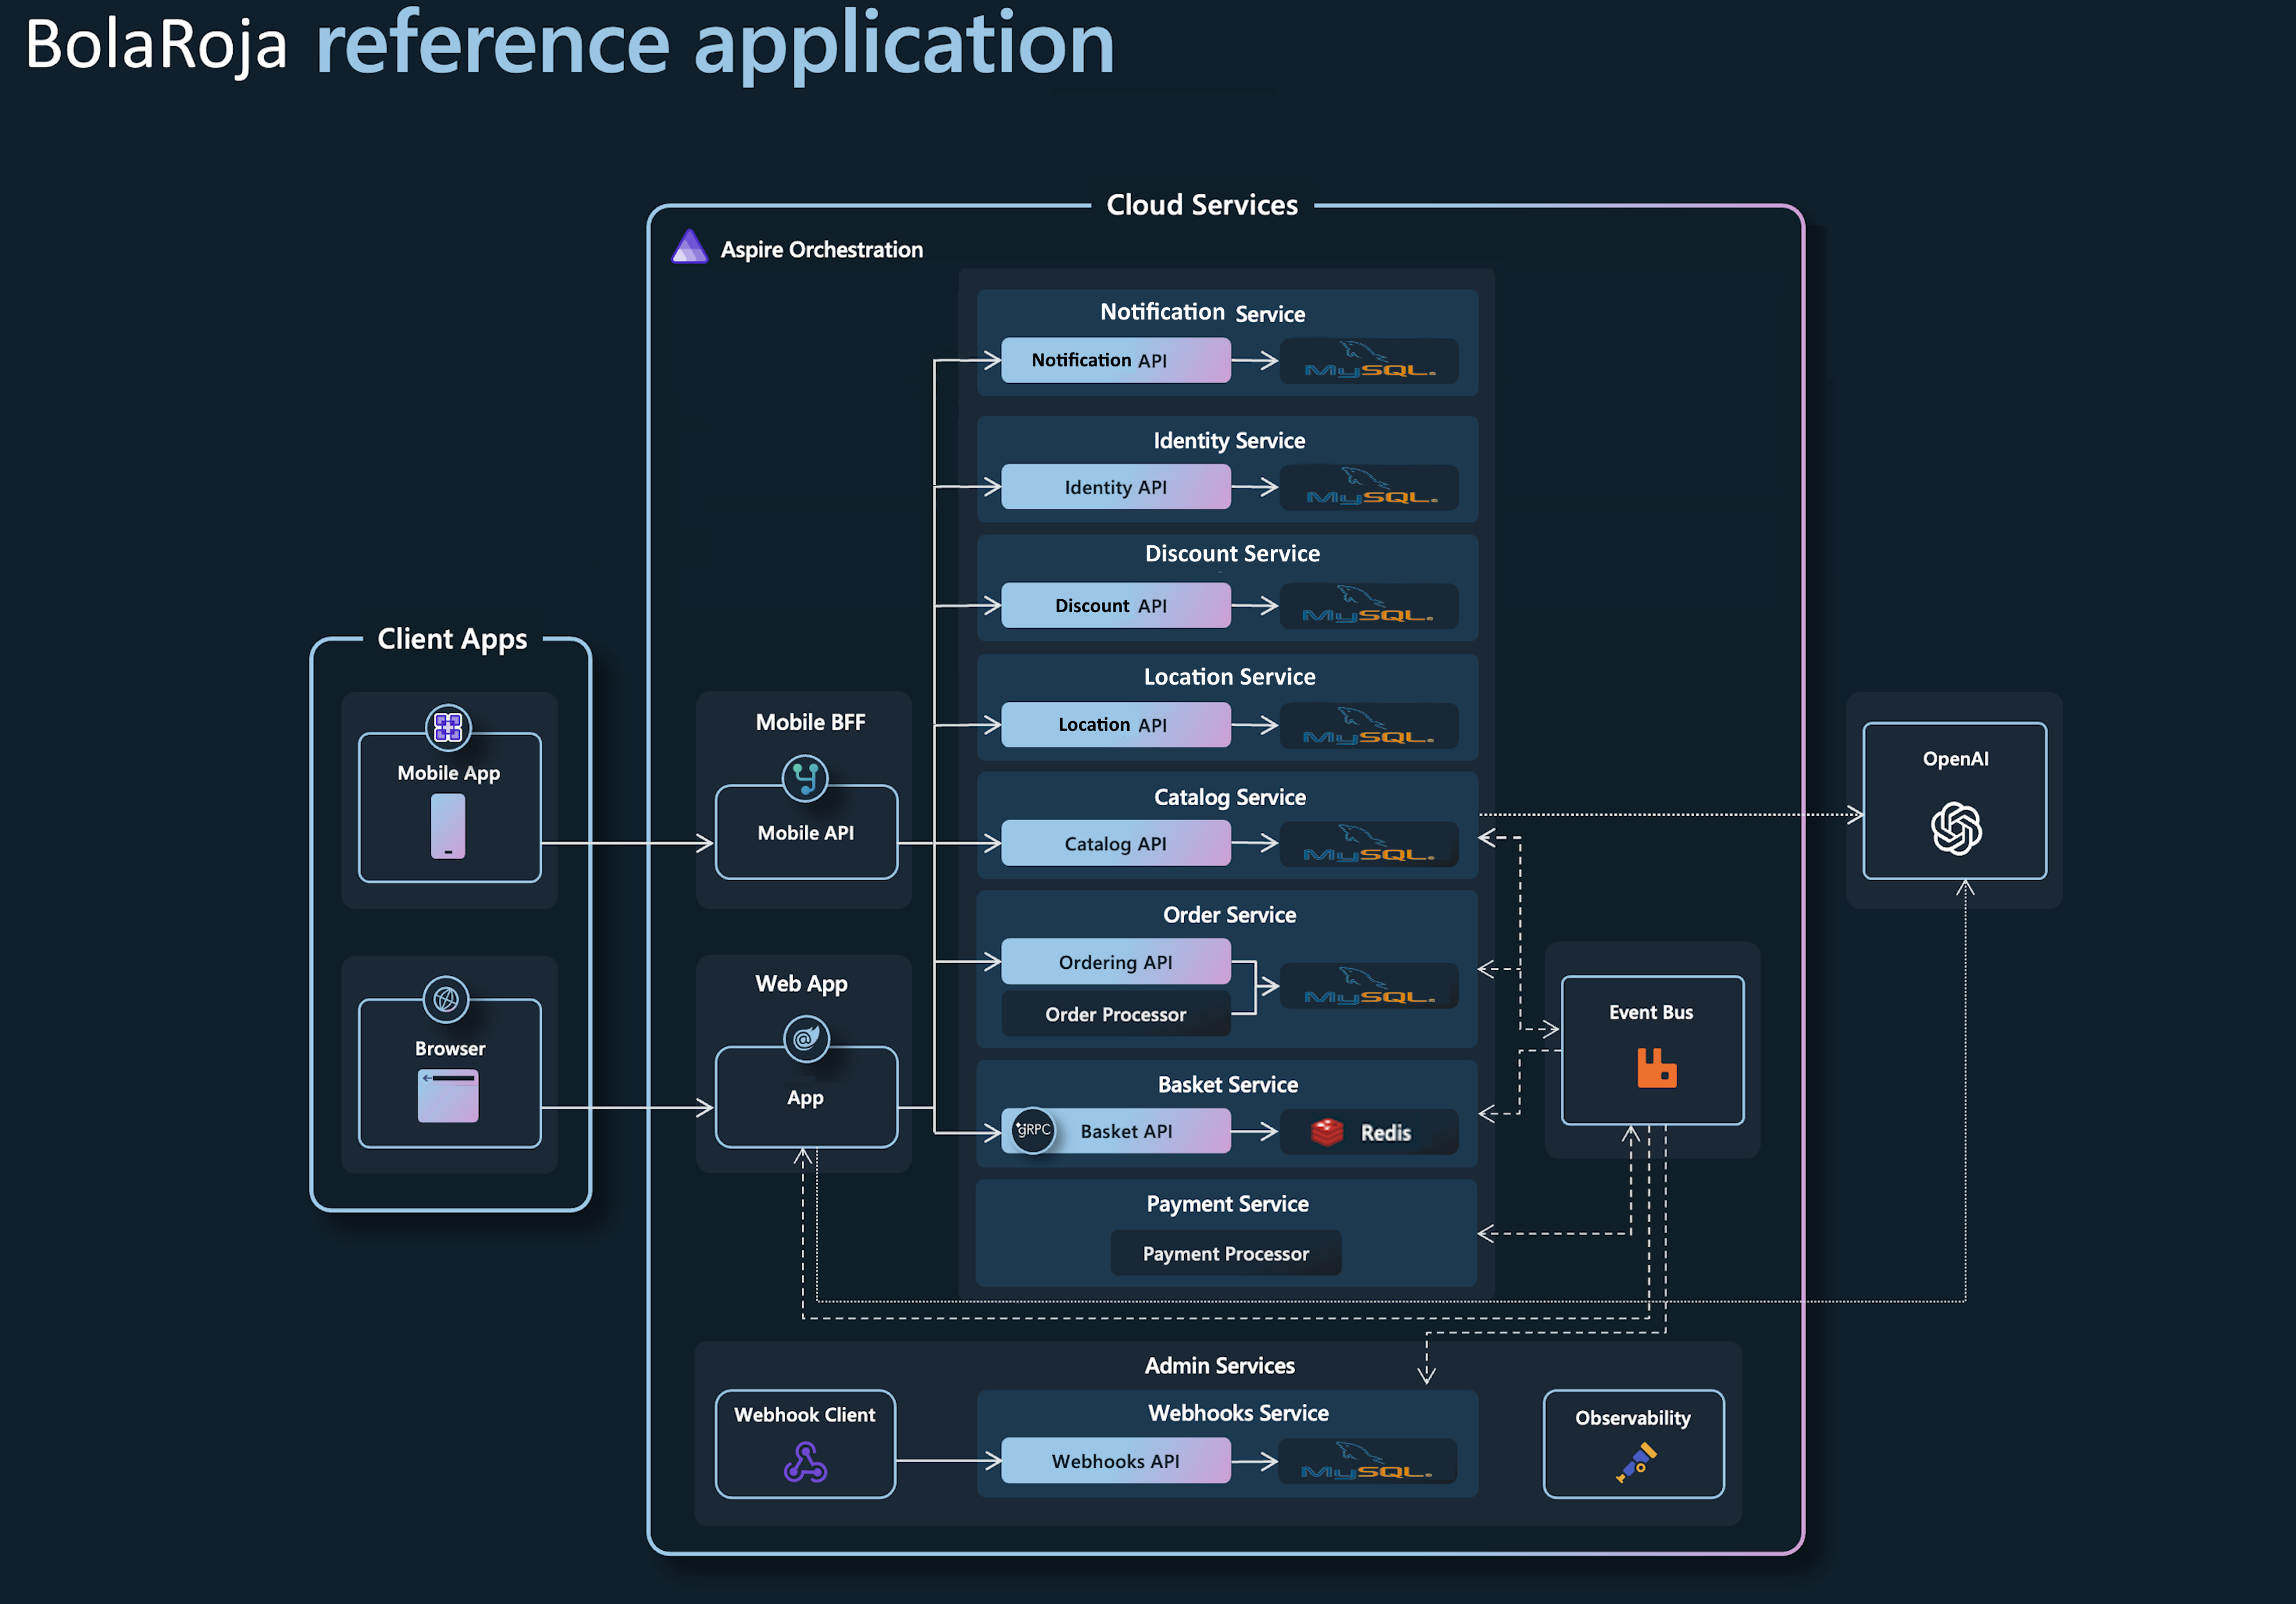 BolaRoja reference application
Cloud Services
Aspire Orchestration
Notification Service
Notification API
MySQL.
Identity Service
Identity API
MySQL.
Discount Service
Discount API
MySQL.
Location Service
Location API
MySQL.
Client Apps
Mobile App
Browser
Mobile BFF
Mobile API
Web App
App
Catalog Service
Catalog API
MySQL.
Order Service
Ordering API
Order Processor
MySQL.
Basket Service
gRPC
Basket API
Redis
Payment Service
Payment Processor
OpenAI
Event Bus
Admin Services
Webhook Client
Webhooks Service
Webhooks API
MySQL.
Observability